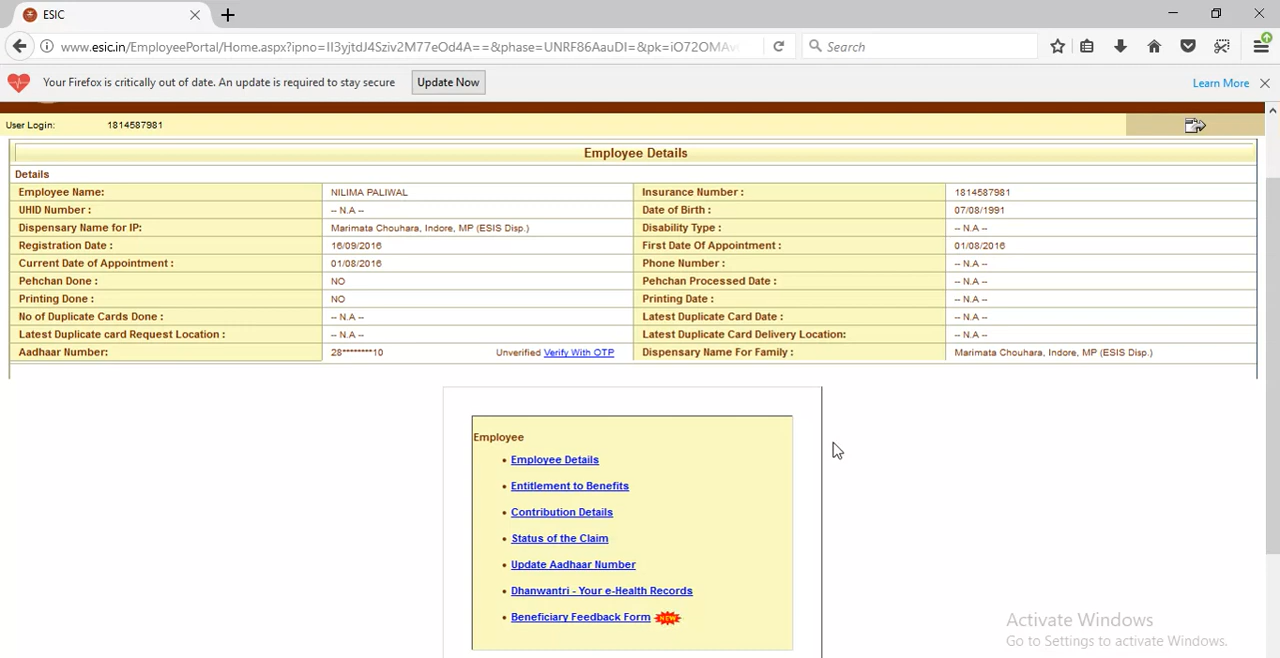 ESIC
www.esic.in/EmployeePortal/Home.aspx?ipno=II3yjtdJ4Sziv2M77eOd4A==&phase=UNRF86AauDI=&pk=iO72OMAv
Search
Your Firefox is critically out of date. An update is required to stay secure Update Now Learn More
User Login: 1814587981
Employee Details
Details
Employee Name: NILIMA PALIWAL Insurance Number : 1814587981
UHID Number : -- N.A -- Date of Birth : 07/08/1991
Dispensary Name for IP: Marimata Chouhara, Indore, MP (ESIS Disp.) Disability Type : -- N.A --
Registration Date : 16/09/2016 First Date Of Appointment : 01/08/2016
Current Date of Appointment : 01/08/2016 Phone Number : -- N.A --
Pehchan Done : NO Pehchan Processed Date : -- N.A --
Printing Done : NO Printing Date : -- N.A --
No of Duplicate Cards Done : -- N.A -- Latest Duplicate Card Date : -- N.A --
Latest Duplicate card Request Location : -- N.A -- Latest Duplicate Card Delivery Location: -- N.A --
Aadhaar Number: 28********10 Unverified Verify With OTP Dispensary Name For Family : Marimata Chouhara, Indore, MP (ESIS Disp.)
Employee
• Employee Details
• Entitlement to Benefits
• Contribution Details
• Status of the Claim
• Update Aadhaar Number
• Dhanwantri - Your e-Health Records
• Beneficiary Feedback Form NEW
Activate Windows
Go to Settings to activate Windows.